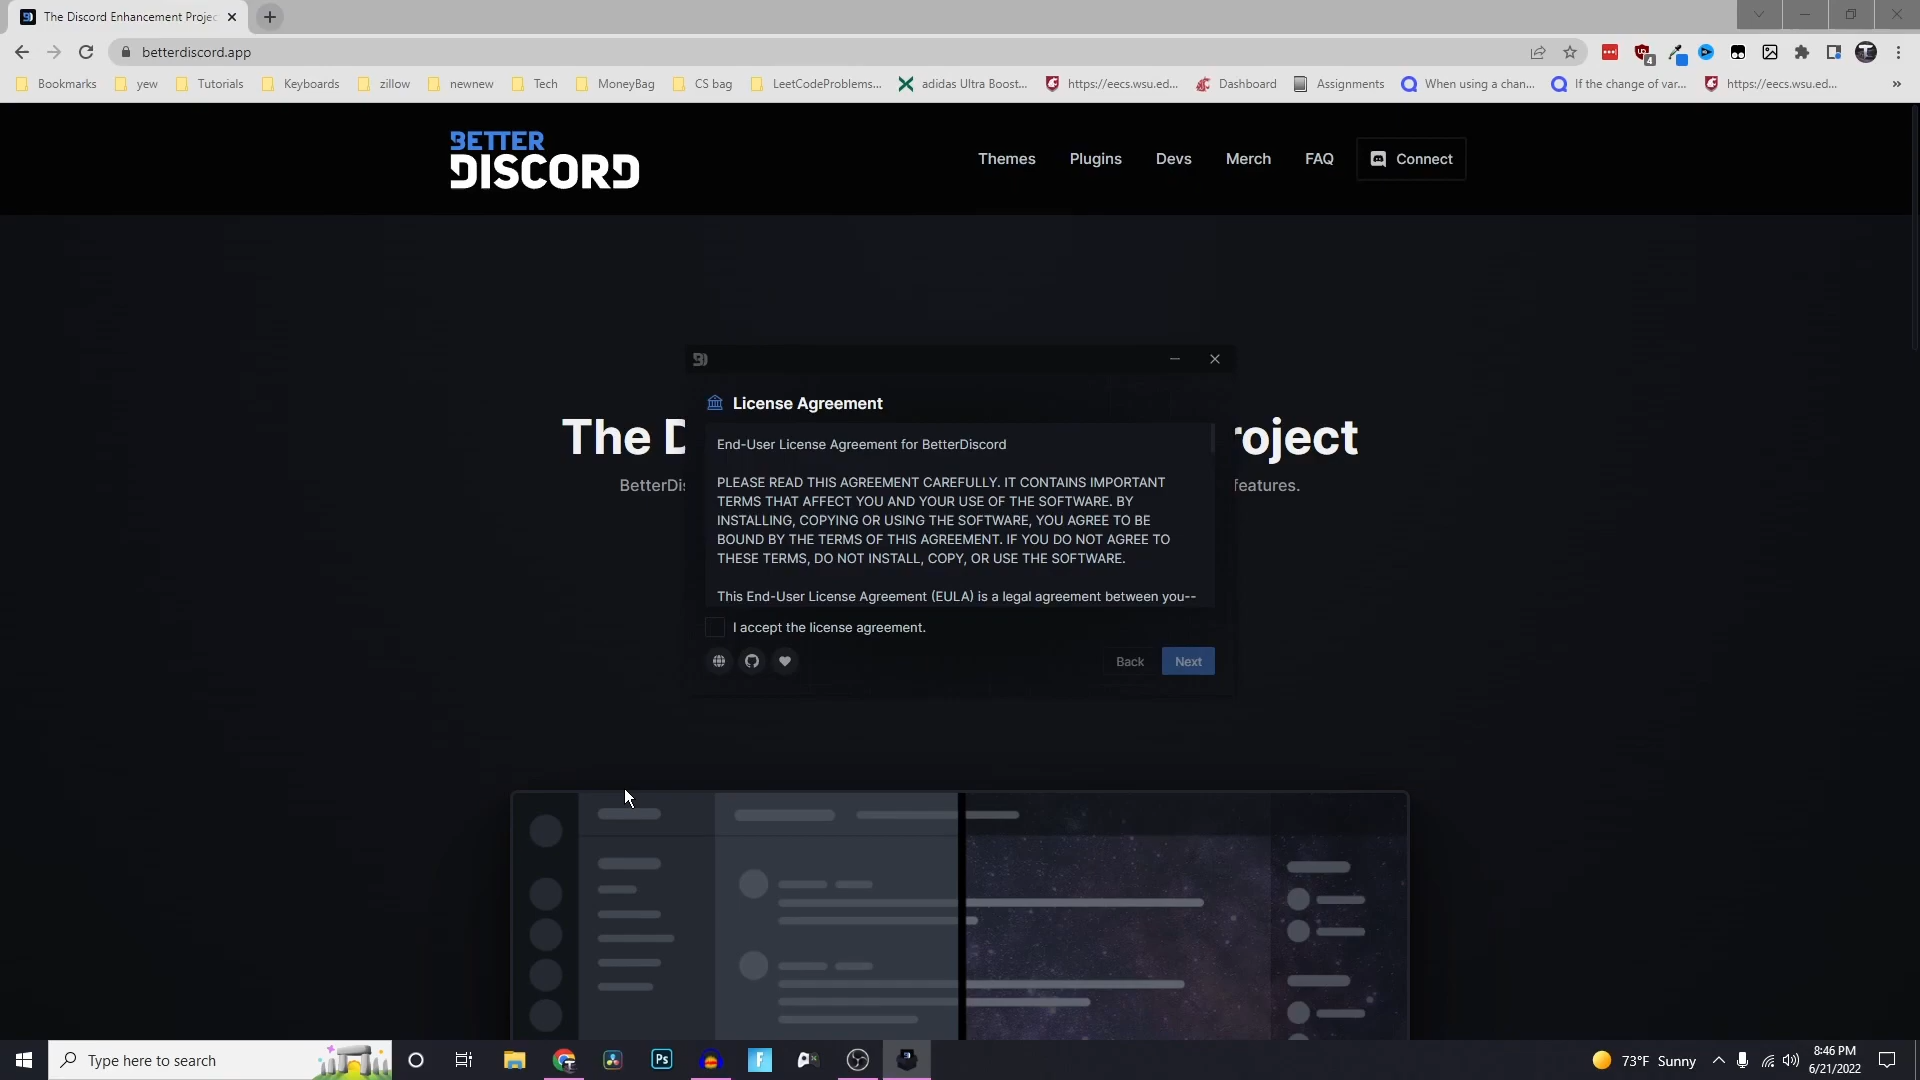 The Discord Enhancement Projec
betterdiscord.app
4
Bookmarks yew Tutorials Keyboards zillow newnew Tech MoneyBag CS bag LeetCodeProblems... adidas Ultra Boost... https://eecs.wsu.ed... Dashboard Assignments When using a chan... If the change of var... https://eecs.wsu.ed... »
BETTER
DISCORD
Themes Plugins Devs Merch FAQ Connect
License Agreement
The D roject
BetterDis features.
End-User License Agreement for BetterDiscord
PLEASE READ THIS AGREEMENT CAREFULLY. IT CONTAINS IMPORTANT
TERMS THAT AFFECT YOU AND YOUR USE OF THE SOFTWARE. BY
INSTALLING, COPYING OR USING THE SOFTWARE, YOU AGREE TO BE
BOUND BY THE TERMS OF THIS AGREEMENT. IF YOU DO NOT AGREE TO
THESE TERMS, DO NOT INSTALL, COPY, OR USE THE SOFTWARE.
This End-User License Agreement (EULA) is a legal agreement between you--
I accept the license agreement.
Back Next
Type here to search
Ps
73°F Sunny
8:46 PM
6/21/2022